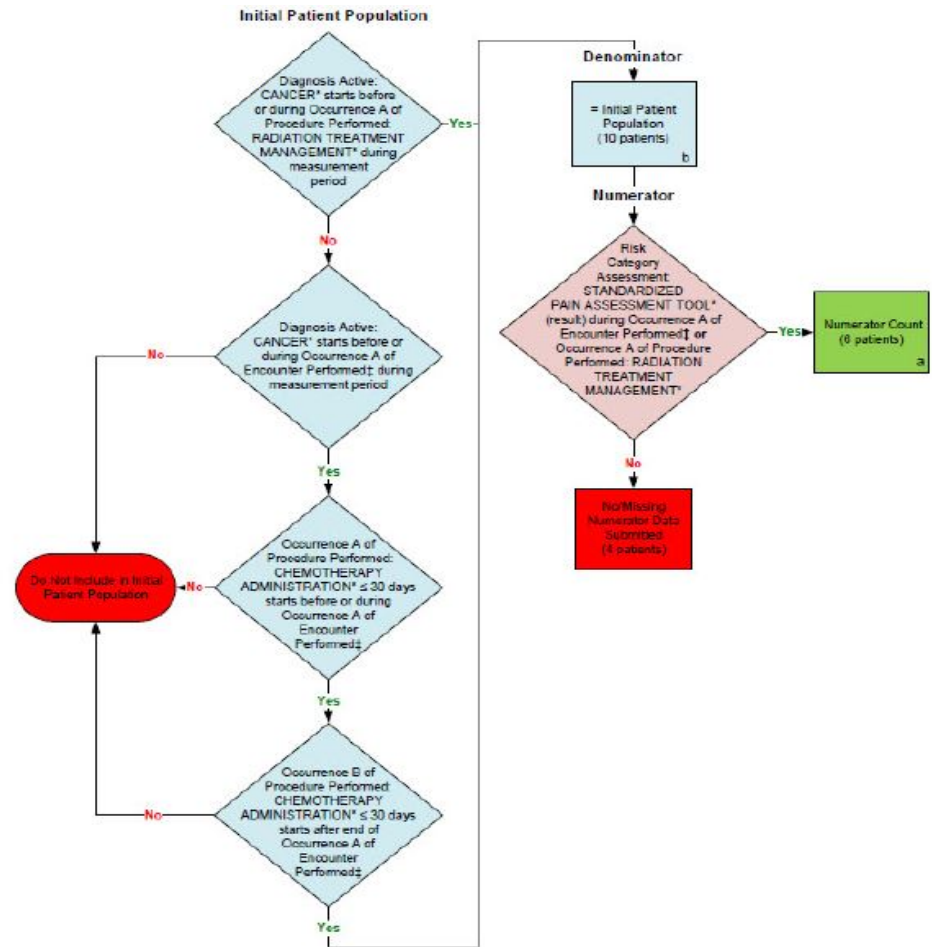 Initial Patient Population
Diagnosis Active:
CANCER* starts before
or during Occurrence A of
Procedure Performed:
RADIATION TREATMENT
MANAGEMENT* during
measurement
period
Yes
No
Diagnosis Active:
CANCER* starts before or
during Occurrence A of
Encounter Performed‡ during
measurement period
No
Yes
Occurrence A of
Procedure Performed:
CHEMOTHERAPY
ADMINISTRATION* ≤ 30 days
starts before or during
Occurrence A of
Encounter
Performed‡
No
Do Not Include in Initial
Patient Population
Yes
Occurrence B of
Procedure Performed:
CHEMOTHERAPY
ADMINISTRATION* ≤ 30 days
starts after end of
Occurrence A of
Encounter
Performed‡
No
Yes
Denominator
= Initial Patient
Population
(10 patients)
b
Numerator
Risk
Category
Assessment:
STANDARDIZED
PAIN ASSESSMENT TOOL*
(result) during Occurrence A of
Encounter Performed‡ or
Occurrence A of Procedure
Performed: RADIATION
TREATMENT
MANAGEMENT*
Yes
Numerator Count
(6 patients)
a
No
No/Missing
Numerator Data
Submitted
(4 patients)